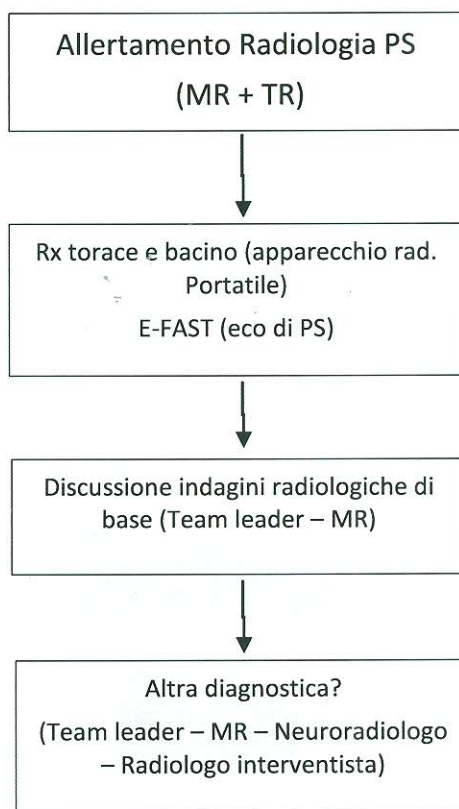 Allertamento Radiologia PS
(MR + TR)
Rx torace e bacino (apparecchio rad.
Portatile)
E-FAST (eco di PS)
Discussione indagini radiologiche di
base (Team leader – MR)
Altra diagnostica?
(Team leader – MR – Neuroradiologo
– Radiologo interventista)